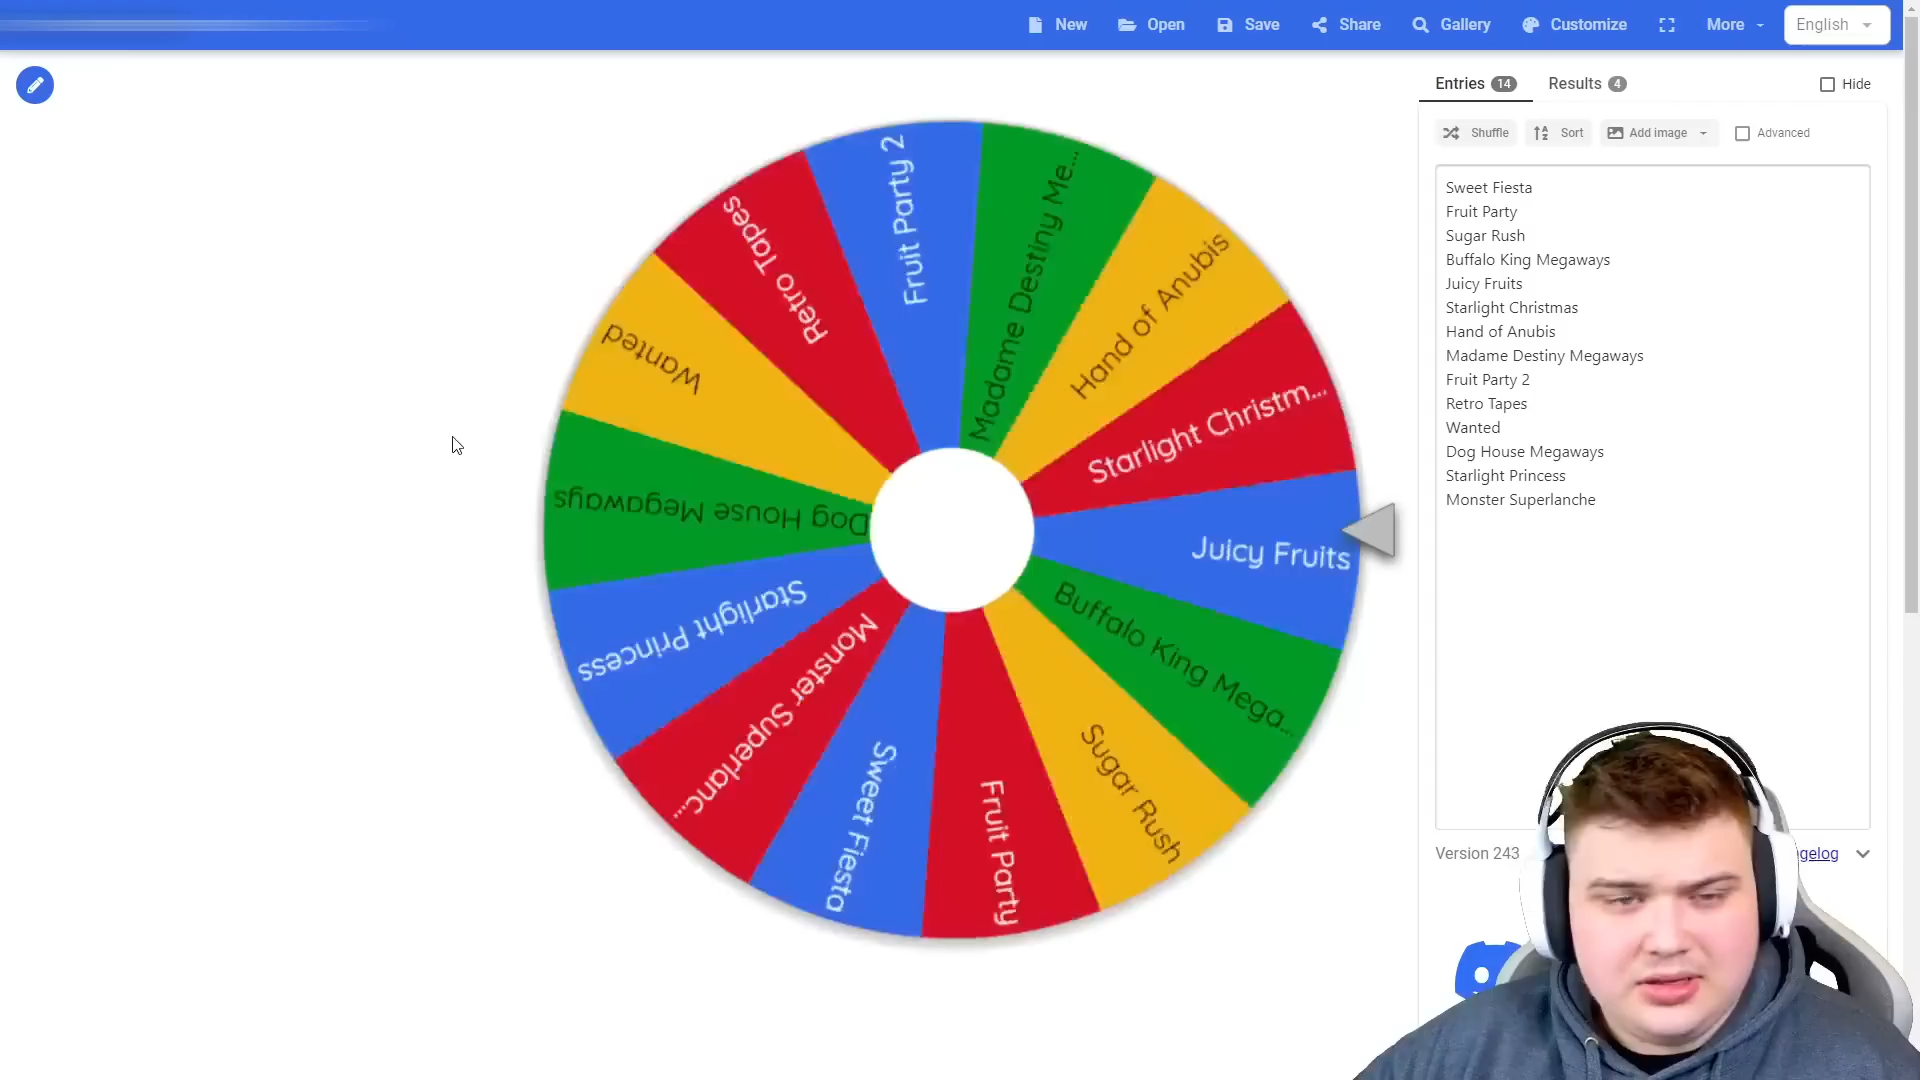 New
Open
Save
Share
Gallery
Customize
More
English
Entries 14
Results 4
Hide
Shuffle
Sort
Add image
Advanced
Sweet Fiesta
Fruit Party
Sugar Rush
Buffalo King Megaways
Juicy Fruits
Starlight Christmas
Hand of Anubis
Madame Destiny Megaways
Fruit Party 2
Retro Tapes
Wanted
Dog House Megaways
Starlight Princess
Monster Superlanche
Fruit Party 2
Madame Destiny Me...
Hand of Anubis
Starlight Christm...
Juicy Fruits
Buffalo King Mega...
Sugar Rush
Fruit Party
Sweet Fiesta
Monster Superlanc...
Starlight Princess
Dog House Megaways
Wanted
Retro Tapes
Version 243
gelog